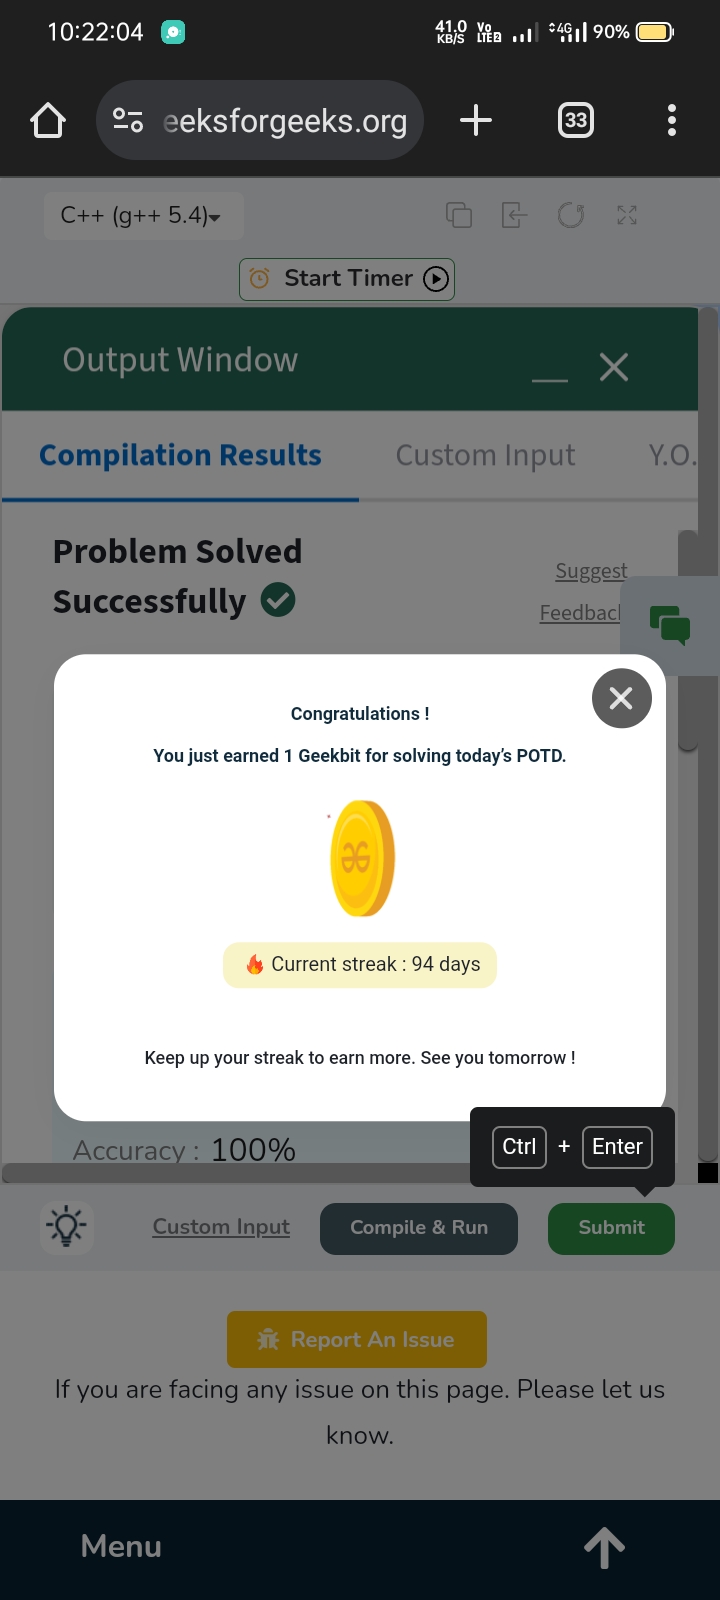 10:22:04
41.0 KB/S
Vo LTE 2
4G
90%
eeksforgeeks.org
33
C++ (g++ 5.4)
Start Timer
Output Window
Compilation Results
Custom Input
Y.O.
Problem Solved
Successfully
Suggest
Feedbac
Congratulations !
You just earned 1 Geekbit for solving today’s POTD.
🔥 Current streak : 94 days
Keep up your streak to earn more. See you tomorrow !
Accuracy : 100%
Ctrl + Enter
Custom Input
Compile & Run
Submit
Report An Issue
If you are facing any issue on this page. Please let us
know.
Menu